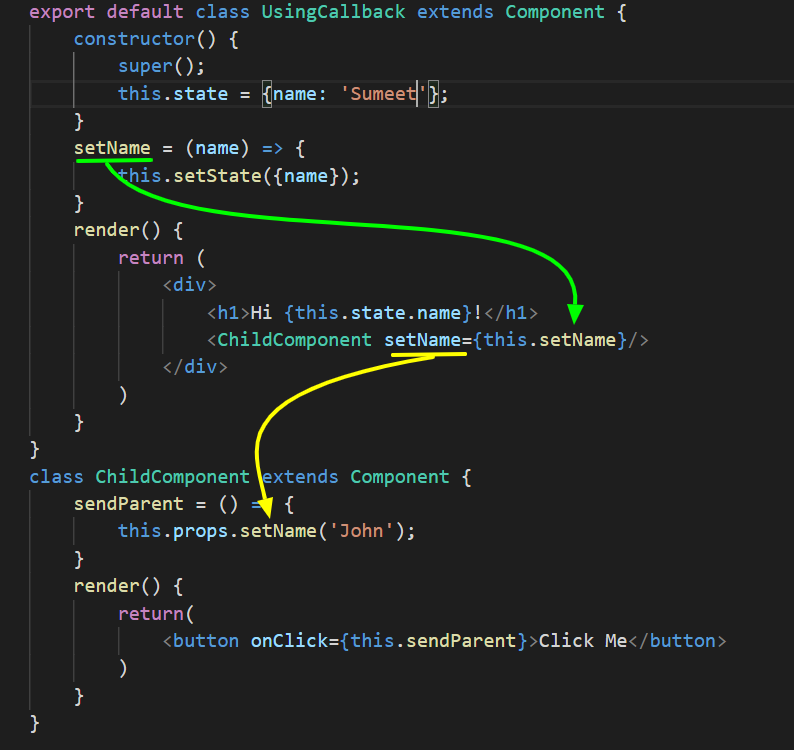 export default class UsingCallback extends Component {
constructor() {
super();
this.state = {name: 'Sumeet'};
}
setName = (name) => {
this.setState({name});
}
render() {
return (
<div>
<h1>Hi {this.state.name}!</h1>
<ChildComponent setName={this.setName}/>
</div>
)
}
}
class ChildComponent extends Component {
sendParent = () => {
this.props.setName('John');
}
render() {
return(
<button onClick={this.sendParent}>Click Me</button>
)
}
}